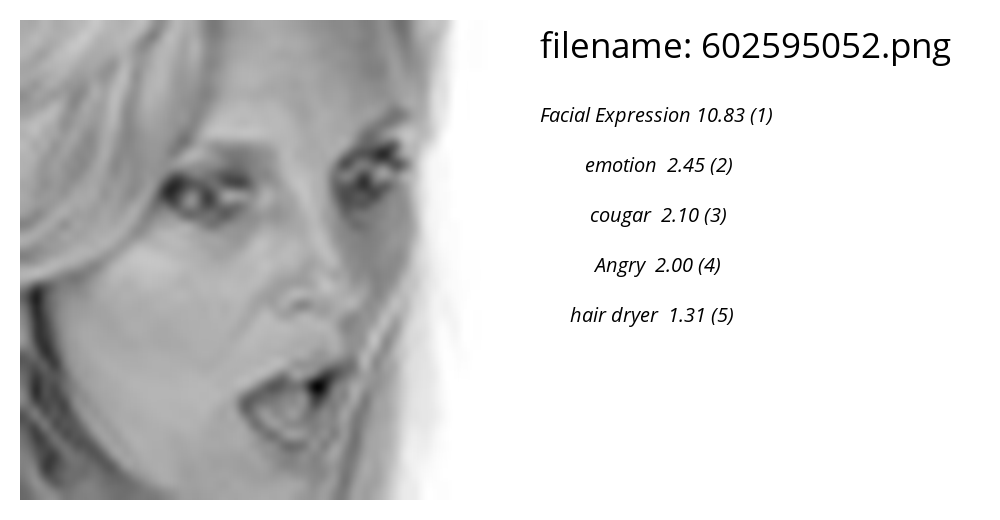 filename: 602595052.png
Facial Expression 10.83 (1)
emotion 2.45 (2)
cougar 2.10 (3)
Angry 2.00 (4)
hair dryer 1.31 (5)